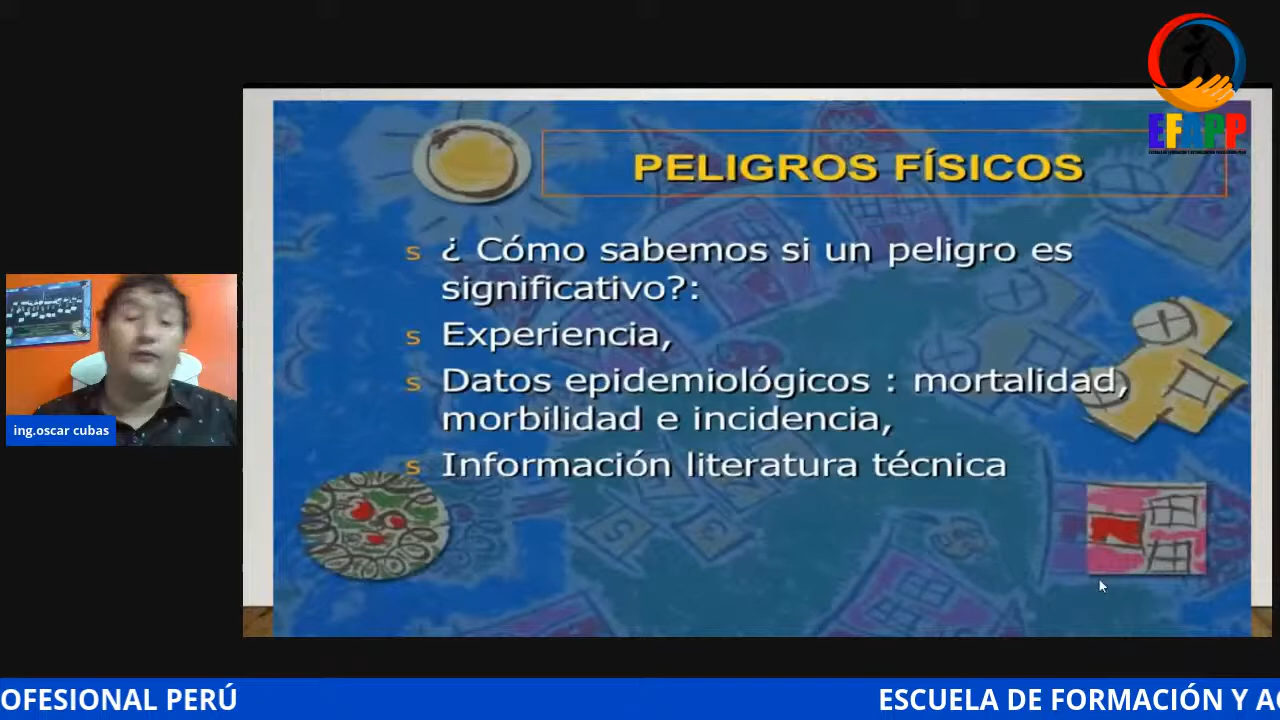 EFAPP
PELIGROS FÍSICOS
s ¿ Cómo sabemos si un peligro es
significativo?:
s Experiencia,
s Datos epidemiológicos : mortalidad,
morbilidad e incidencia,
s Información literatura técnica
ing.oscar cubas
OFESIONAL PERÚ
ESCUELA DE FORMACIÓN Y AC